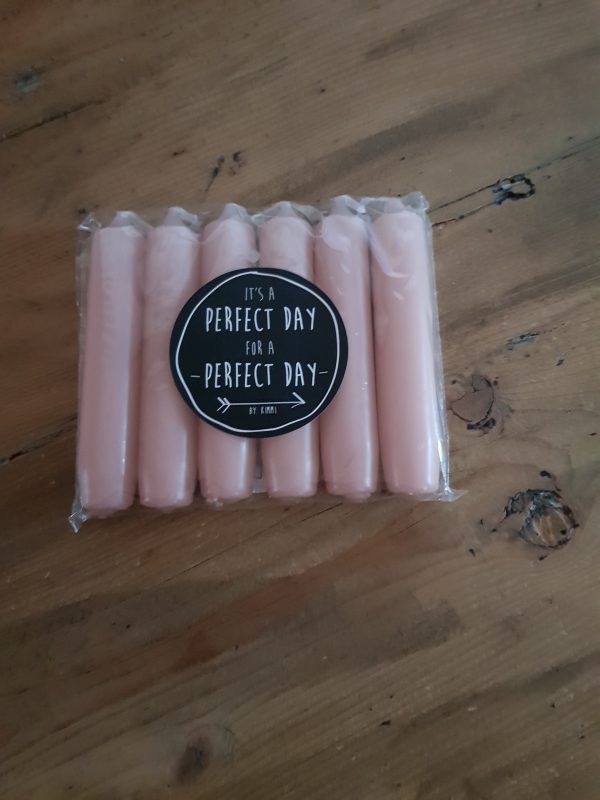 IT'S A
PERFECT DAY
FOR A
-PERFECT DAY-
BY KIMMI